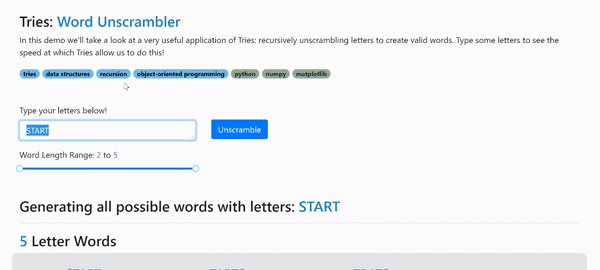 Tries: Word Unscrambler
In this demo we'll take a look at a very useful application of Tries: recursively unscrambling letters to create valid words. Type some letters to see the
speed at which Tries allow us to do this!
tries data structures recursion object-oriented programming python numpy matplotlib
Type your letters below!
START
Unscramble
Word Length Range: 2 to 5
Generating all possible words with letters: START
5 Letter Words